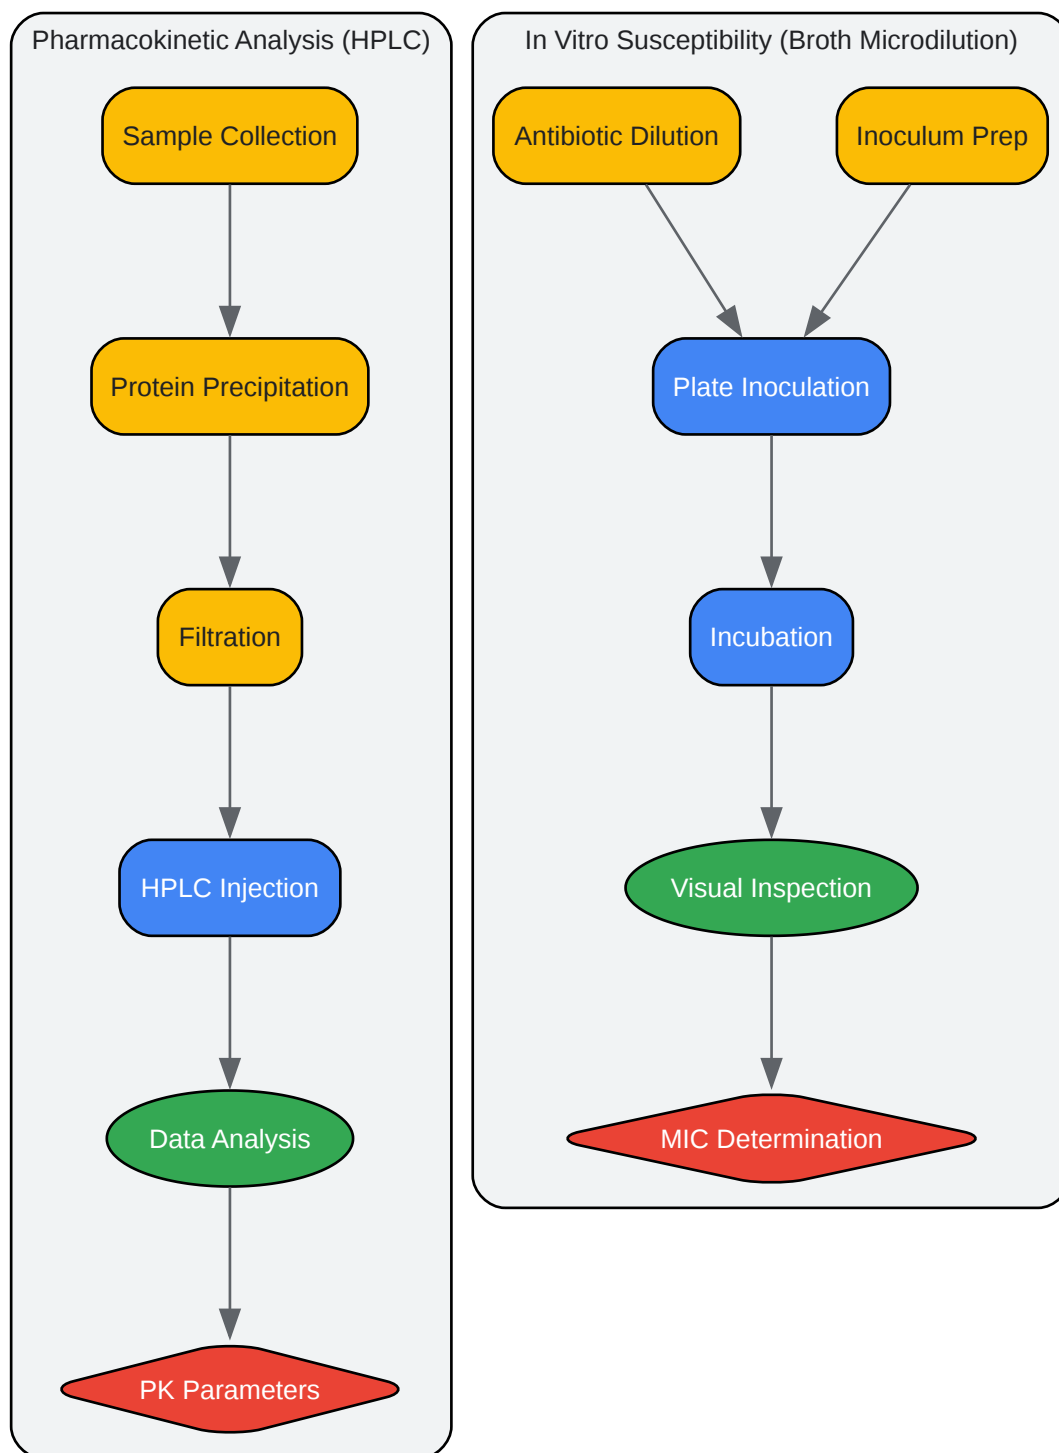 Pharmacokinetic Analysis (HPLC)
Sample Collection
Protein Precipitation
Filtration
HPLC Injection
Data Analysis
PK Parameters
In Vitro Susceptibility (Broth Microdilution)
Antibiotic Dilution
Inoculum Prep
Plate Inoculation
Incubation
Visual Inspection
MIC Determination